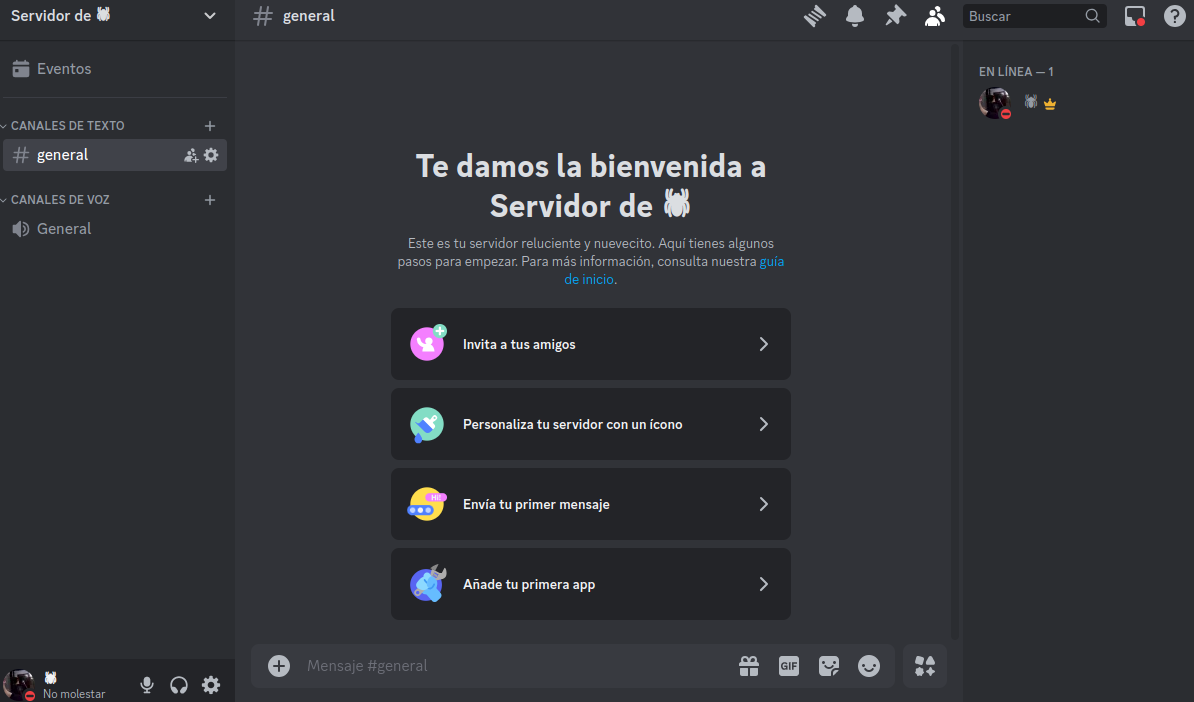 Servidor de 🕷
general
Buscar
Eventos
CANALES DE TEXTO
general
CANALES DE VOZ
General
Te damos la bienvenida a
Servidor de 🕷
Este es tu servidor reluciente y nuevecito. Aquí tienes algunos
pasos para empezar. Para más información, consulta nuestra guía
de inicio.
Invita a tus amigos
Personaliza tu servidor con un ícono
HI!
Envía tu primer mensaje
Añade tu primera app
Mensaje #general
GIF
EN LÍNEA — 1
🕷
🕷
No molestar